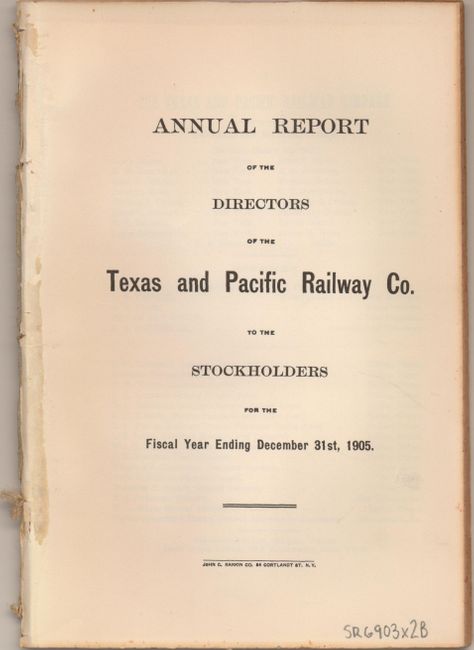 ANNUAL REPORT
OF THE
DIRECTORS
OF THE
Texas and Pacific Railway Co.
TO THE
STOCKHOLDERS
FOR THE
Fiscal Year Ending December 31st, 1905.
JOHN C. RANKIN CO. 54 CORTLANDT ST. N.Y.
SRG903x2B